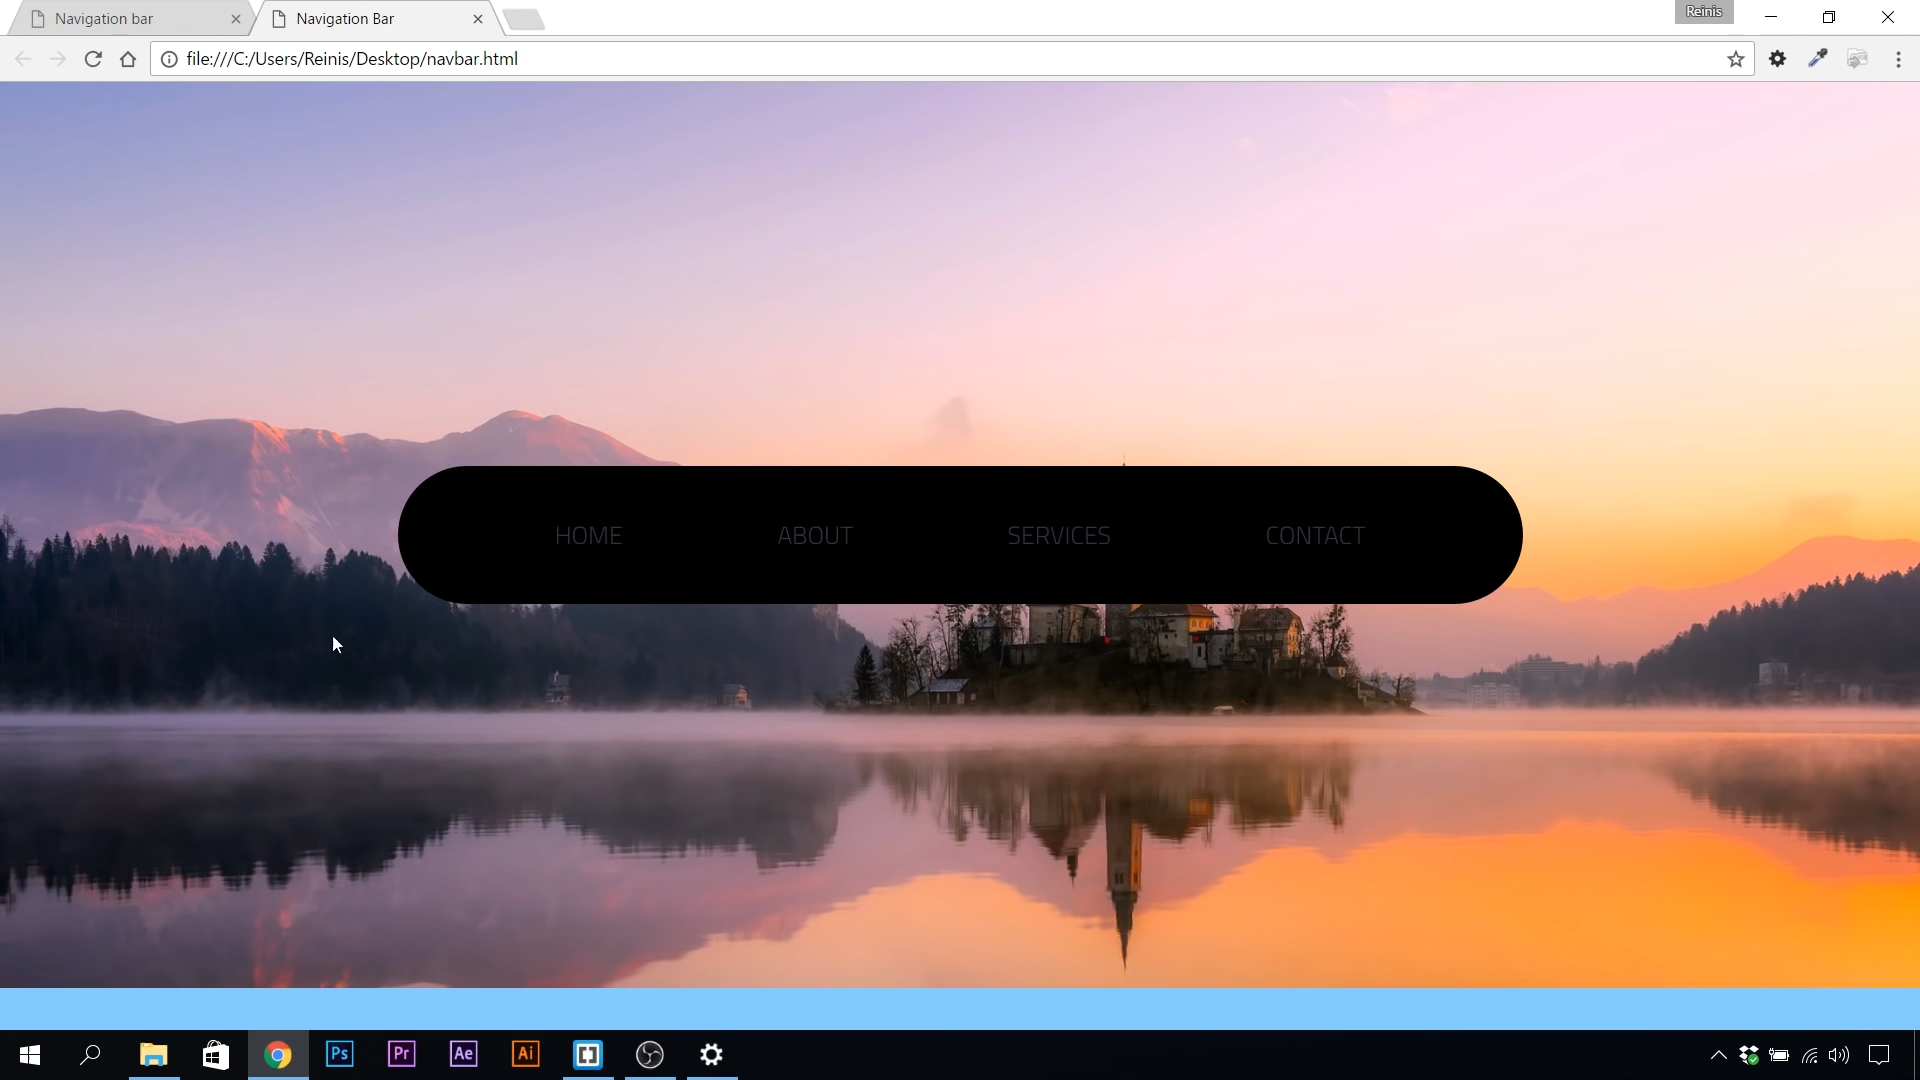 Navigation bar
Navigation Bar
Reinis
file:///C:/Users/Reinis/Desktop/navbar.html
HOME
ABOUT
SERVICES
CONTACT
Ps
Pr
Ae
Ai